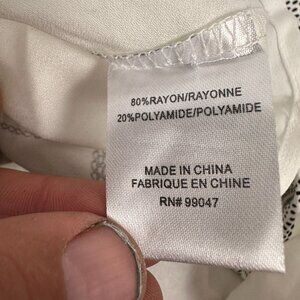 80%RAYON/RAYONNE
20%POLYAMIDE/POLYAMIDE
MADE IN CHINA
FABRIQUE EN CHINE
RN# 99047